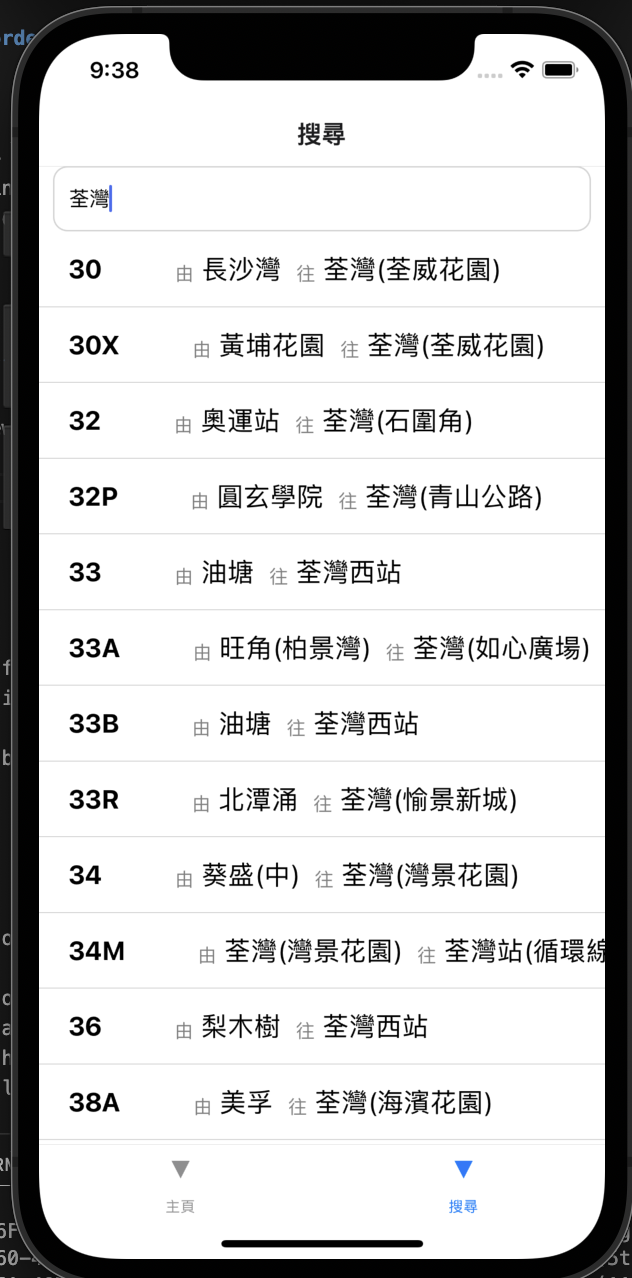 9:38
搜尋
荃灣
30 由 長沙灣 往 荃灣(荃威花園)
30X 由 黃埔花園 往 荃灣(荃威花園)
32 由 奧運站 往 荃灣(石圍角)
32P 由 圓玄學院 往 荃灣(青山公路)
33 由 油塘 往 荃灣西站
33A 由 旺角(柏景灣) 往 荃灣(如心廣場)
33B 由 油塘 往 荃灣西站
33R 由 北潭涌 往 荃灣(愉景新城)
34 由 葵盛(中) 往 荃灣(灣景花園)
34M 由 荃灣(灣景花園) 往 荃灣站(循環線
36 由 梨木樹 往 荃灣西站
38A 由 美孚 往 荃灣(海濱花園)
主頁 搜尋